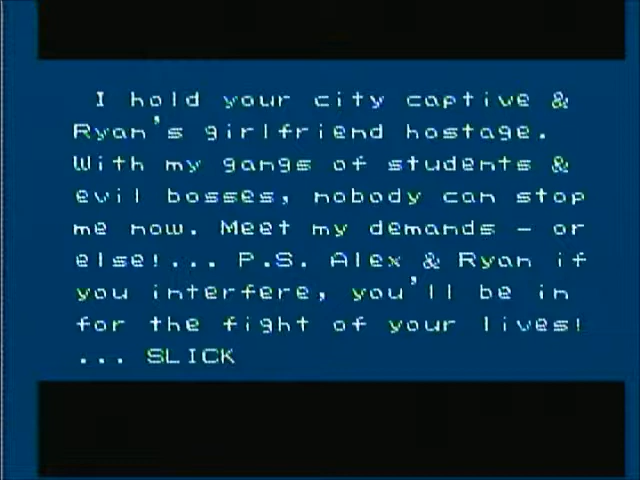 I hold your city captive &
Ryan's girlfriend hostage.
With my gangs of students &
evil bosses, nobody can stop
me now. Meet my demands - or
else!... P.S. Alex & Ryan if
you interfere, you'll be in
for the fight of your lives!
... SLICK